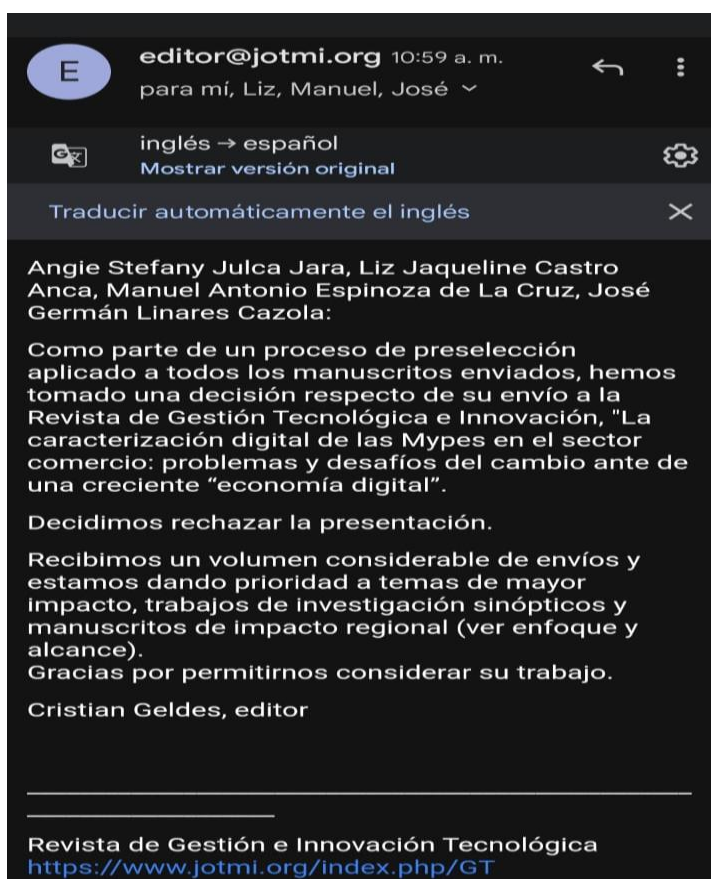 E
editor@jotmi.org 10:59 a. m.
para mí, Liz, Manuel, José
inglés → español
Mostrar versión original
Traducir automáticamente el inglés
Angie Stefany Julca Jara, Liz Jaqueline Castro
Anca, Manuel Antonio Espinoza de La Cruz, José
Germán Linares Cazola:
Como parte de un proceso de preselección
aplicado a todos los manuscritos enviados, hemos
tomado una decisión respecto de su envío a la
Revista de Gestión Tecnológica e Innovación, "La
caracterización digital de las Mypes en el sector
comercio: problemas y desafíos del cambio ante de
una creciente “economía digital”.
Decidimos rechazar la presentación.
Recibimos un volumen considerable de envíos y
estamos dando prioridad a temas de mayor
impacto, trabajos de investigación sinópticos y
manuscritos de impacto regional (ver enfoque y
alcance).
Gracias por permitirnos considerar su trabajo.
Cristian Geldes, editor
Revista de Gestión e Innovación Tecnológica
https://www.jotmi.org/index.php/GT